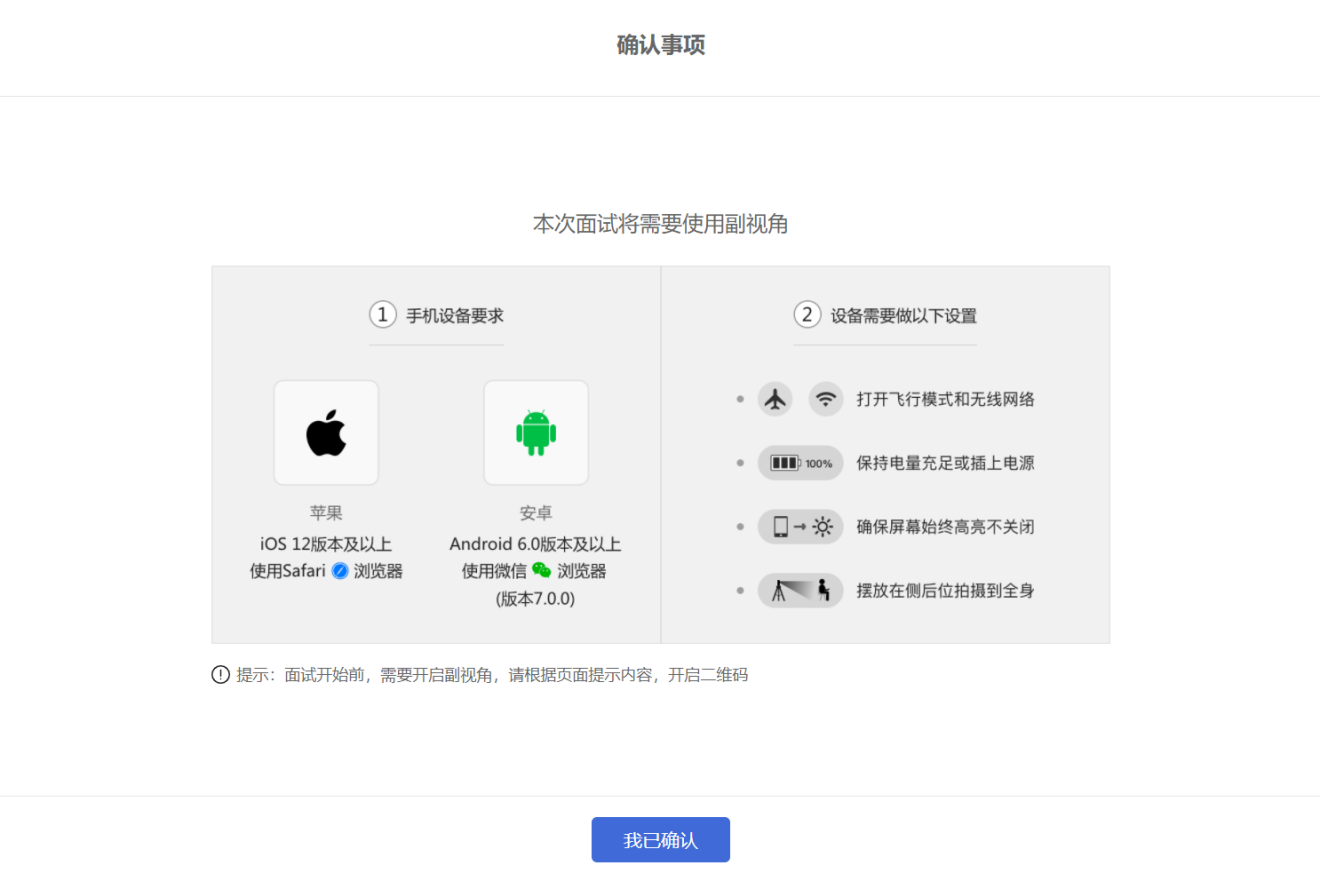 确认事项
本次面试将需要使用副视角
1 手机设备要求
苹果
iOS 12版本及以上
使用Safari 浏览器
安卓
Android 6.0版本及以上
使用微信 浏览器
(版本7.0.0)
2 设备需要做以下设置
打开飞行模式和无线网络
100% 保持电量充足或插上电源
确保屏幕始终高亮不关闭
摆放在侧后位拍摄到全身
提示：面试开始前，需要开启副视角，请根据页面提示内容，开启二维码
我已确认